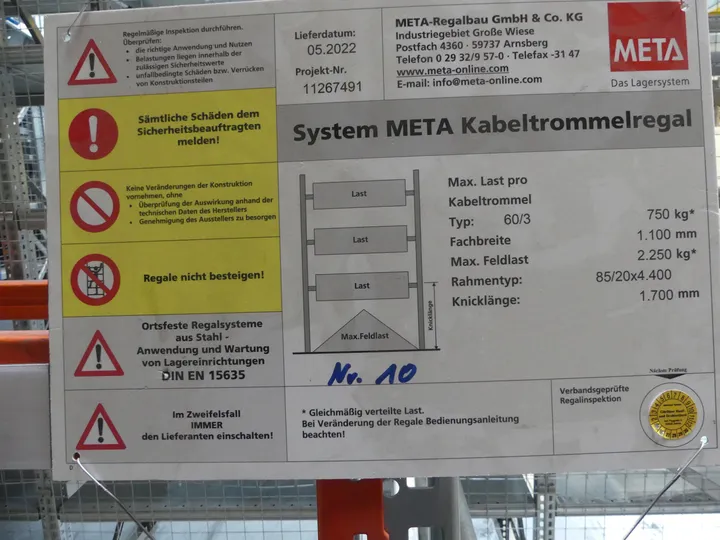 Regelmäßige Inspektion durchführen.
Überprüfen:
• die richtige Anwendung und Nutzen
• Belastungen liegen innerhalb der
zulässigen Sicherheitswerte
• unfallbedingte Schäden bzw. Verrücken
von Konstruktionsteilen
Sämtliche Schäden dem
Sicherheitsbeauftragten
melden!
Keine Veränderungen der Konstruktion
vornehmen, ohne
• Überprüfung der Auswirkung anhand der
technischen Daten des Herstellers
• Genehmigung des Ausstellers zu besorgen
Regale nicht besteigen!
Ortsfeste Regalsysteme
aus Stahl -
Anwendung und Wartung
von Lagereinrichtungen
DIN EN 15635
Im Zweifelsfall
IMMER
den Lieferanten einschalten!
Lieferdatum:
05.2022
Projekt-Nr.
11267491
META-Regalbau GmbH & Co. KG
Industriegebiet Große Wiese
Postfach 4360 · 59737 Arnsberg
Telefon 0 29 32/9 57-0 · Telefax -31 47
www.meta-online.com
E-mail: info@meta-online.com
META
Das Lagersystem
System META Kabeltrommelregal
Last
Last
Last
Max.Feldlast
Knicklänge
Max. Last pro
Kabeltrommel 750 kg*
Typ: 60/3
Fachbreite 1.100 mm
Max. Feldlast 2.250 kg*
Rahmentyp: 85/20x4.400
Knicklänge: 1.700 mm
Nr. 10
* Gleichmäßig verteilte Last.
Bei Veränderung der Regale Bedienungsanleitung
beachten!
Verbandsgeprüfte
Regalinspektion
Nächste Prüfung